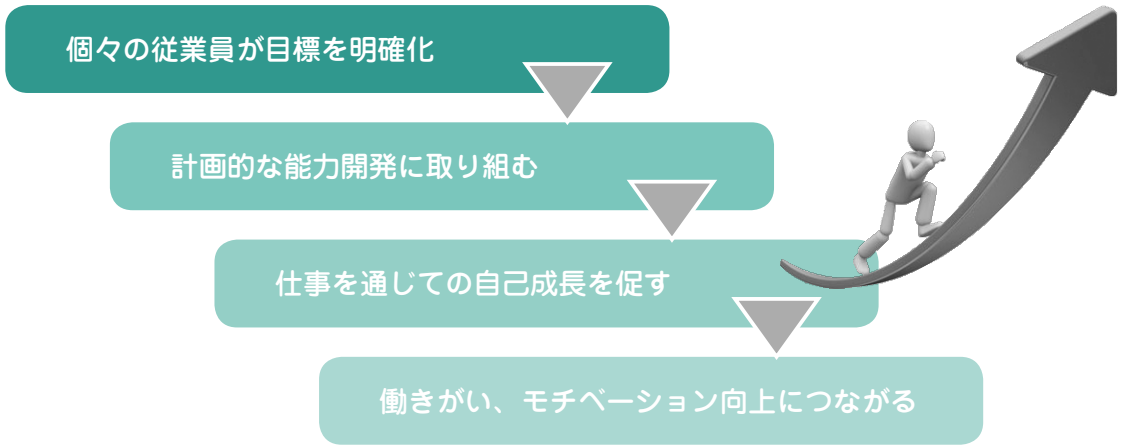 個々の従業員が目標を明確化
計画的な能力開発に取り組む
仕事を通じての自己成長を促す
働きがい、モチベーション向上につながる